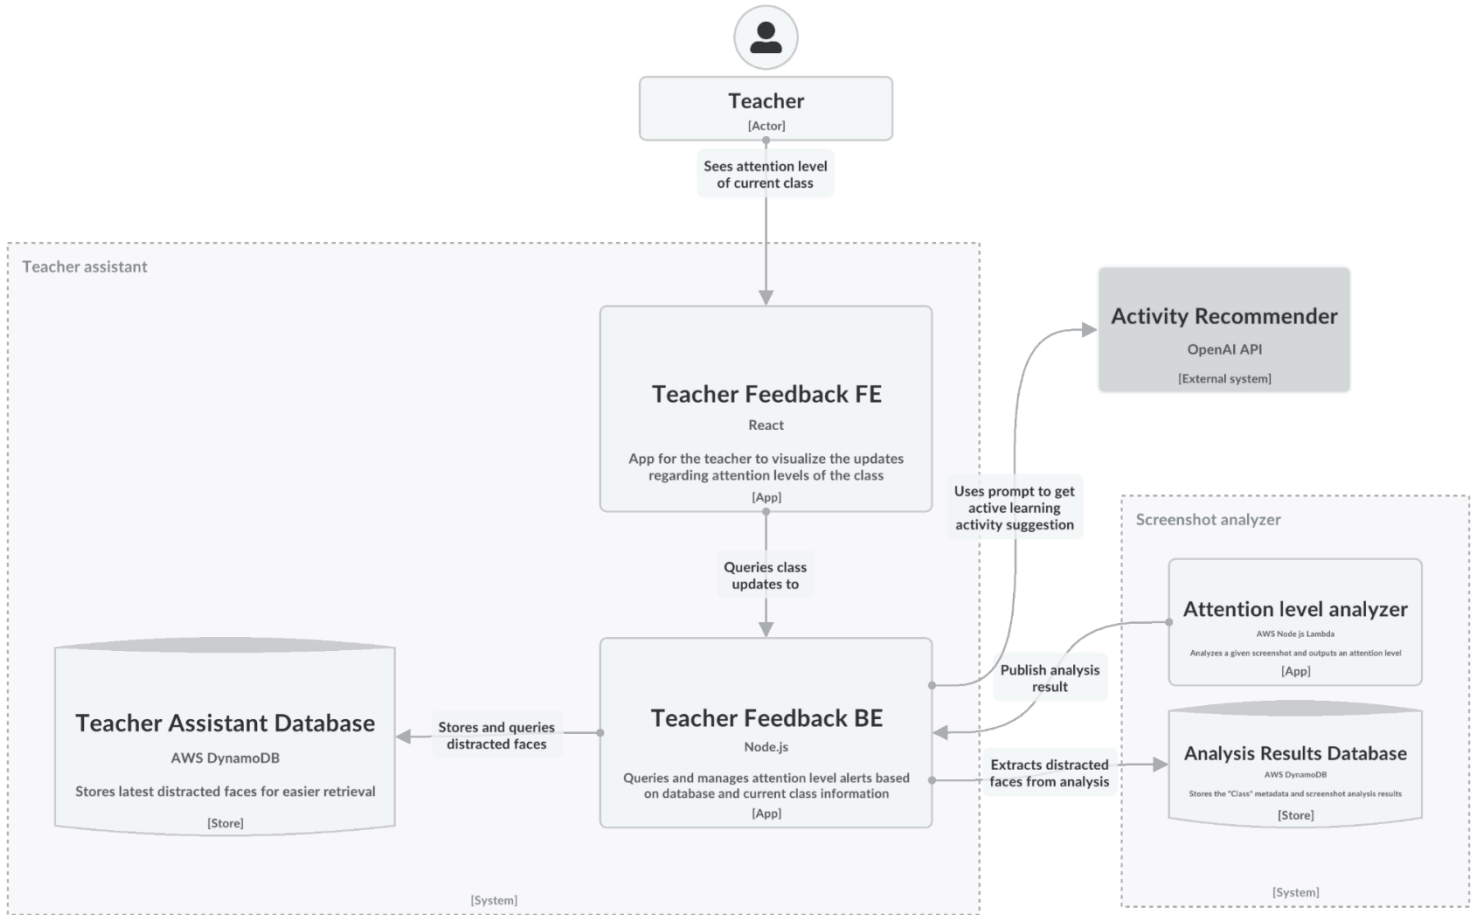 Teacher
[Actor]
Sees attention level
of current class
Teacher assistant
Activity Recommender
OpenAI API
[External system]
Teacher Feedback FE
React
App for the teacher to visualize the updates
regarding attention levels of the class
[App]
Uses prompt to get
active learning
activity suggestion
Screenshot analyzer
Queries class
updates to
Attention level analyzer
AWS Node js Lambda
Analyzes a given screenshot and outputs an attention level
[App]
Publish analysis
result
Teacher Assistant Database
AWS DynamoDB
Stores latest distracted faces for easier retrieval
[Store]
Stores and queries
distracted faces
Teacher Feedback BE
Node.js
Queries and manages attention level alerts based
on database and current class information
[App]
Extracts distracted
faces from analysis
Analysis Results Database
AWS DynamoDB
Stores the "Class" metadata and screenshot analysis results
[Store]
[System]
[System]